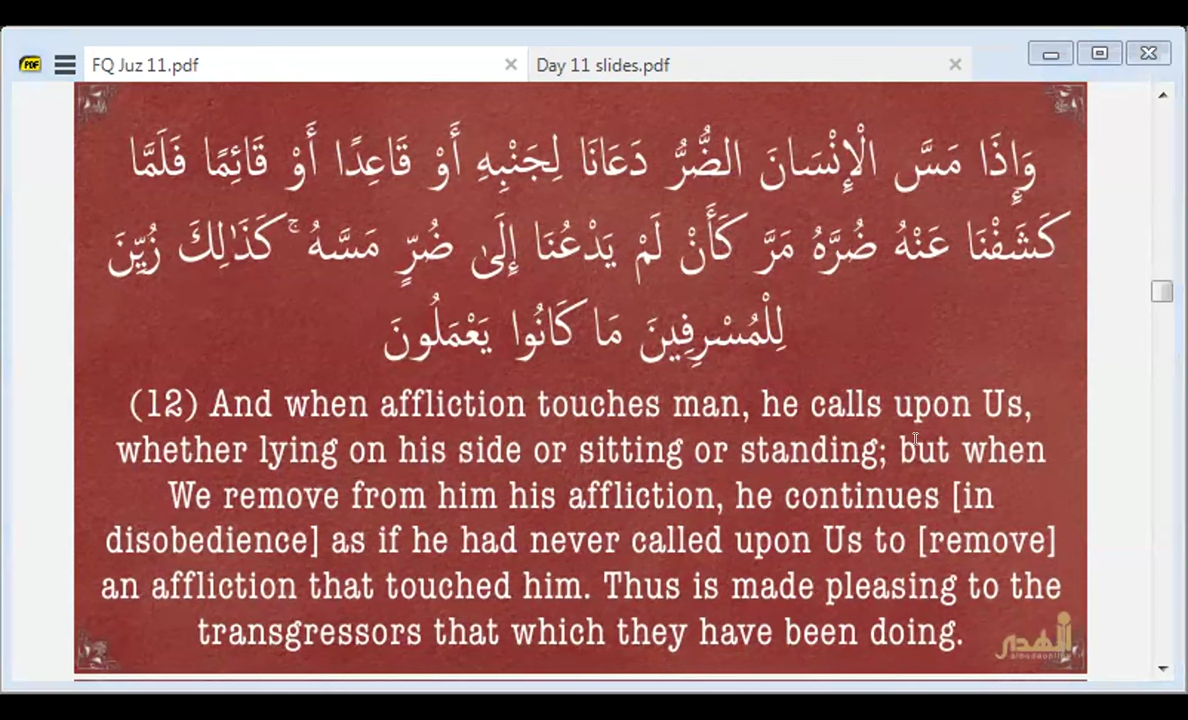 FQ Juz 11.pdf
Day 11 slides.pdf
وَإِذَا مَسَّ الْإِنْسَانَ الضُّرُّ دَعَانَا لِجَنْبِهِ أَوْ قَاعِدًا أَوْ قَائِمًا فَلَمَّا
كَشَفْنَا عَنْهُ ضُرَّهُ مَرَّ كَأَنْ لَمْ يَدْعُنَا إِلَىٰ ضُرٍّ مَسَّهُ ۚ كَذَٰلِكَ زُيِّنَ
لِلْمُسْرِفِينَ مَا كَانُوا يَعْمَلُونَ
(12) And when affliction touches man, he calls upon Us,
whether lying on his side or sitting or standing; but when
We remove from him his affliction, he continues [in
disobedience] as if he had never called upon Us to [remove]
an affliction that touched him. Thus is made pleasing to the
transgressors that which they have been doing.
الهدى